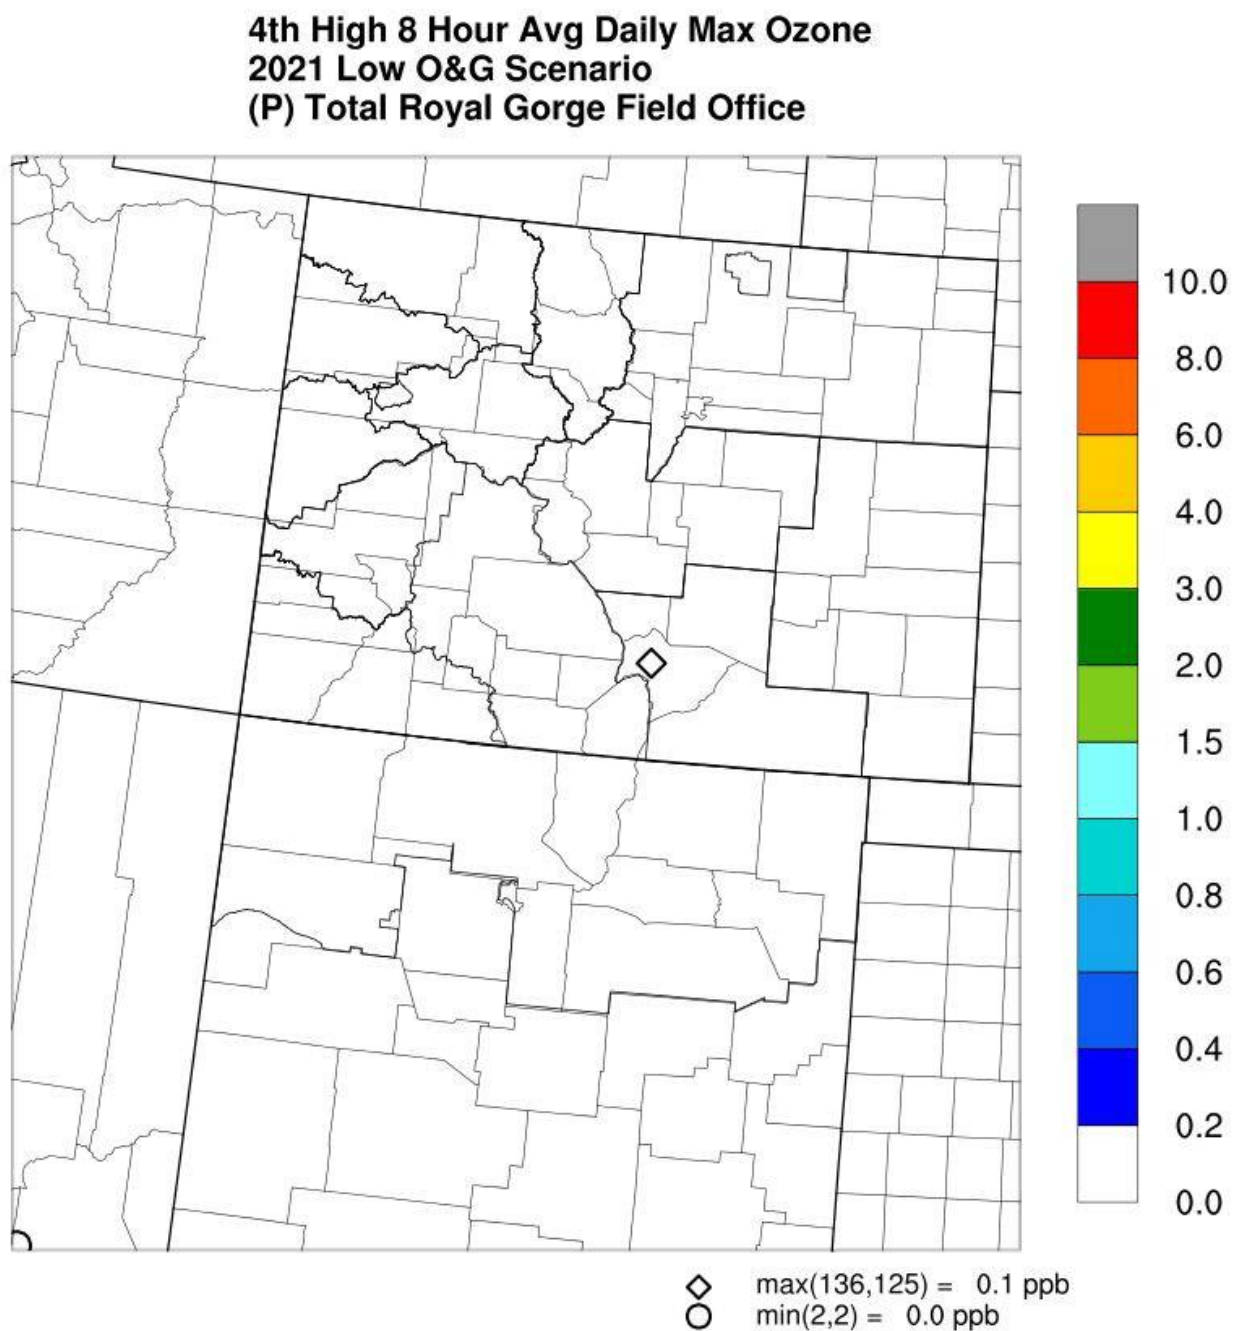 4th High 8 Hour Avg Daily Max Ozone
2021 Low O&G Scenario
(P) Total Royal Gorge Field Office
10.0
8.0
6.0
4.0
3.0
2.0
1.5
1.0
0.8
0.6
0.4
0.2
0.0
max(136,125) = 0.1 ppb
min(2,2) = 0.0 ppb